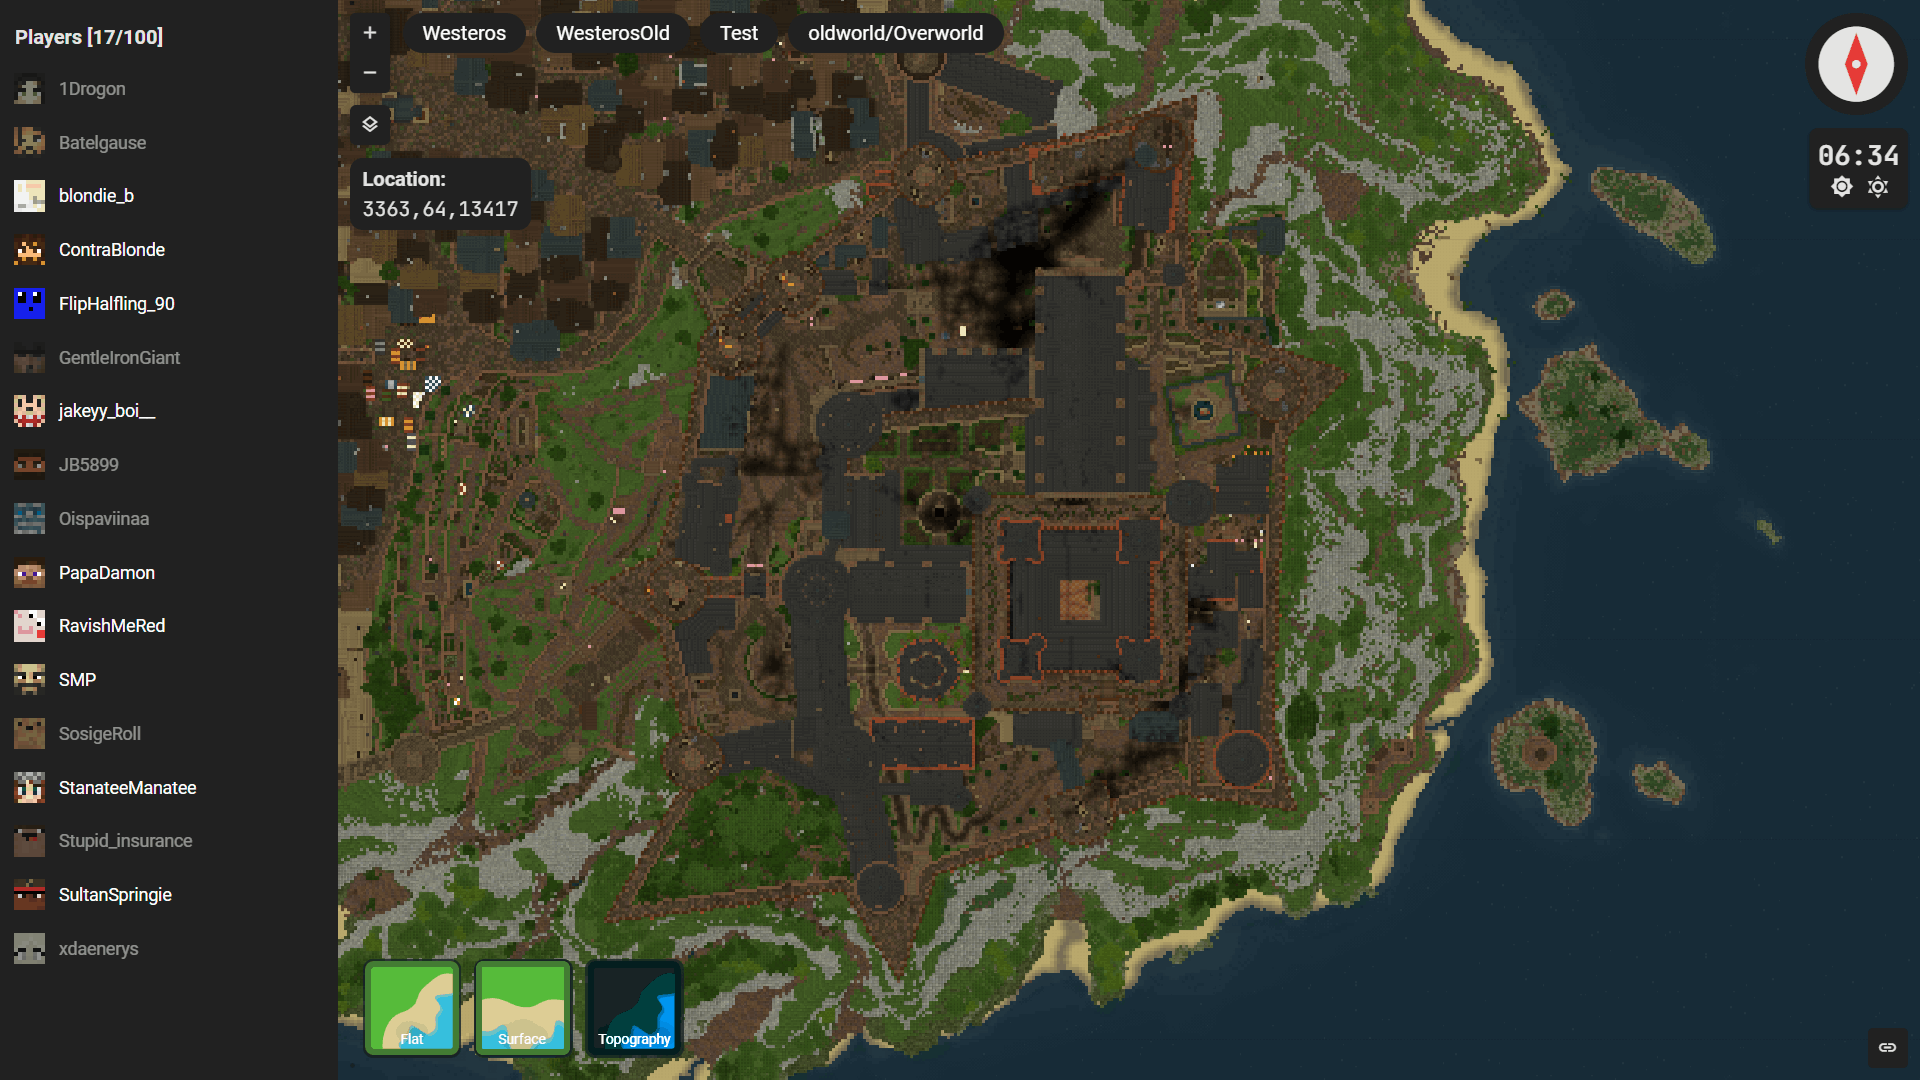 Players [17/100]
1Drogon
Batelgause
blondie_b
ContraBlonde
FlipHalfling_90
GentleIronGiant
jakeyy_boi__
JB5899
Oispaviinaa
PapaDamon
RavishMeRed
SMP
SosigeRoll
StanateeManatee
Stupid_insurance
SultanSpringie
xdaenerys
+
−
Westeros
WesterosOld
Test
oldworld/Overworld
Location:
3363,64,13417
06:34
Flat
Surface
Topography